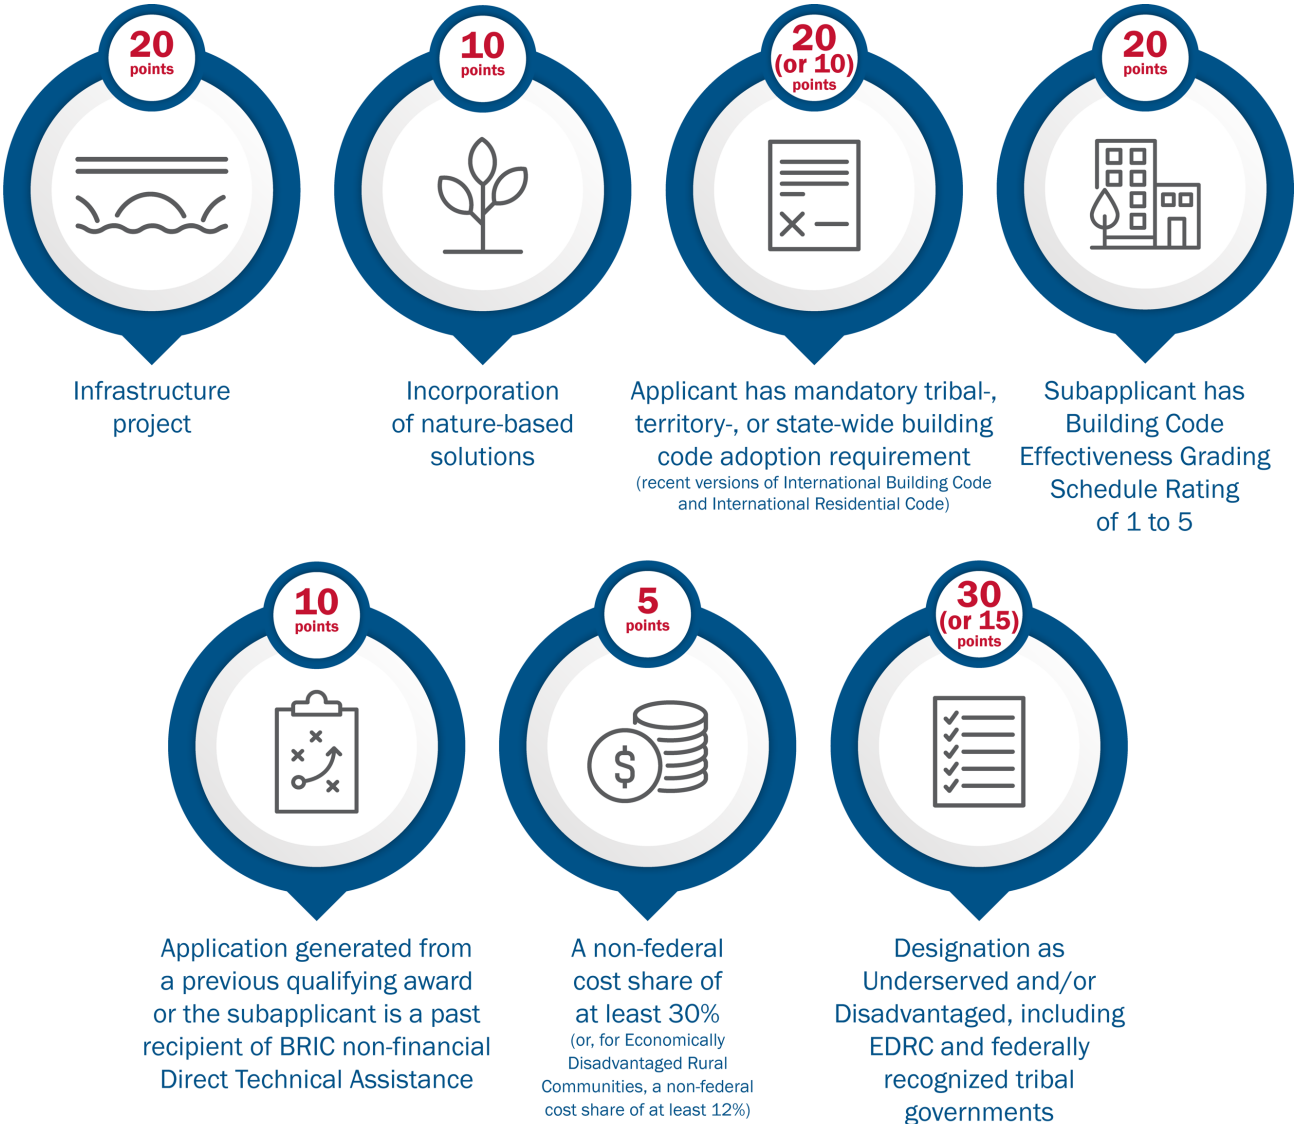 20
points
Infrastructure
project
10
points
Incorporation
of nature-based
solutions
20
(or 10)
points
Applicant has mandatory tribal-,
territory-, or state-wide building
code adoption requirement
(recent versions of International Building Code
and International Residential Code)
20
points
Subapplicant has
Building Code
Effectiveness Grading
Schedule Rating
of 1 to 5
10
points
Application generated from
a previous qualifying award
or the subapplicant is a past
recipient of BRIC non-financial
Direct Technical Assistance
5
points
$
A non-federal
cost share of
at least 30%
(or, for Economically
Disadvantaged Rural
Communities, a non-federal
cost share of at least 12%)
30
(or 15)
points
Designation as
Underserved and/or
Disadvantaged, including
EDRC and federally
recognized tribal
governments